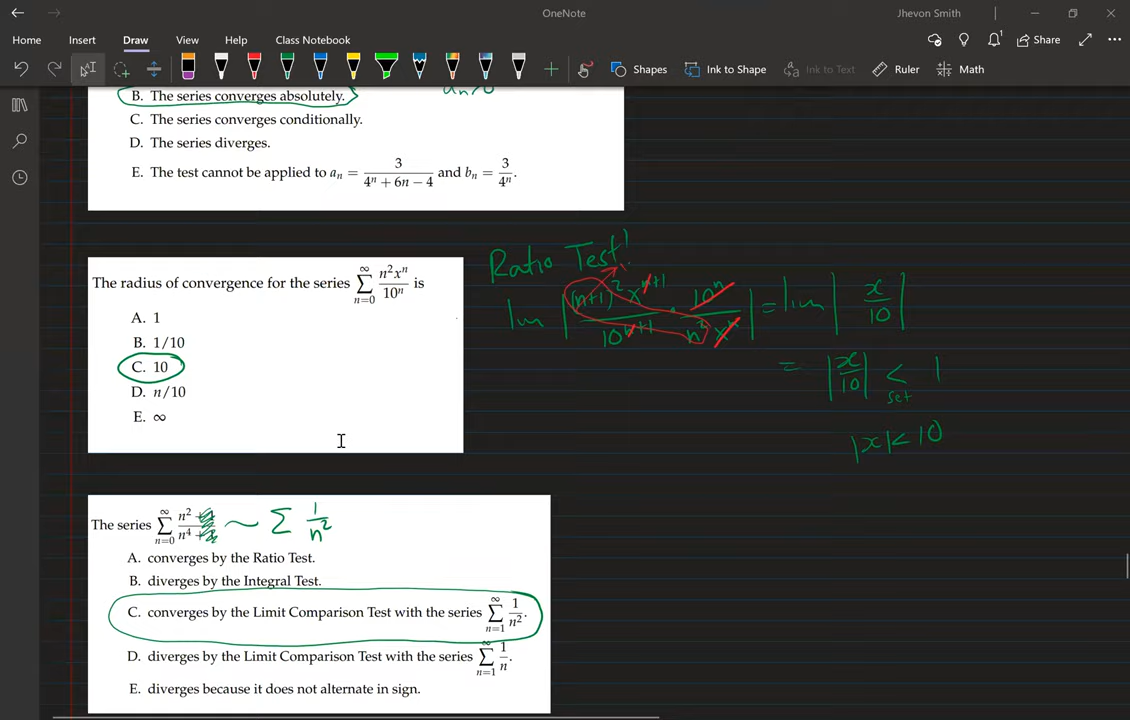 OneNote
Jhevon Smith
Home Insert Draw View Help Class Notebook
Share
Shapes
Ink to Shape
Ink to Text
Ruler
Math
B. The series converges absolutely.
C. The series converges conditionally.
D. The series diverges.
E. The test cannot be applied to aₙ = 3/(4ⁿ + 6n − 4) and bₙ = 3/4ⁿ.
Ratio Test!
The radius of convergence for the series ∑_{n=0}^{∞} n²xⁿ/10ⁿ is
A. 1
B. 1/10
C. 10
D. n/10
E. ∞
lim | (n+1)² xⁿ⁺¹ / 10ⁿ⁺¹ · 10ⁿ / n² xⁿ | = lim | x/10 |
= | x/10 | < 1
set
|x| < 10
The series ∑_{n=0}^{∞} n² / n⁴ ~ ∑ 1/n²
A. converges by the Ratio Test.
B. diverges by the Integral Test.
C. converges by the Limit Comparison Test with the series ∑_{n=1}^{∞} 1/n².
D. diverges by the Limit Comparison Test with the series ∑_{n=1}^{∞} 1/n.
E. diverges because it does not alternate in sign.